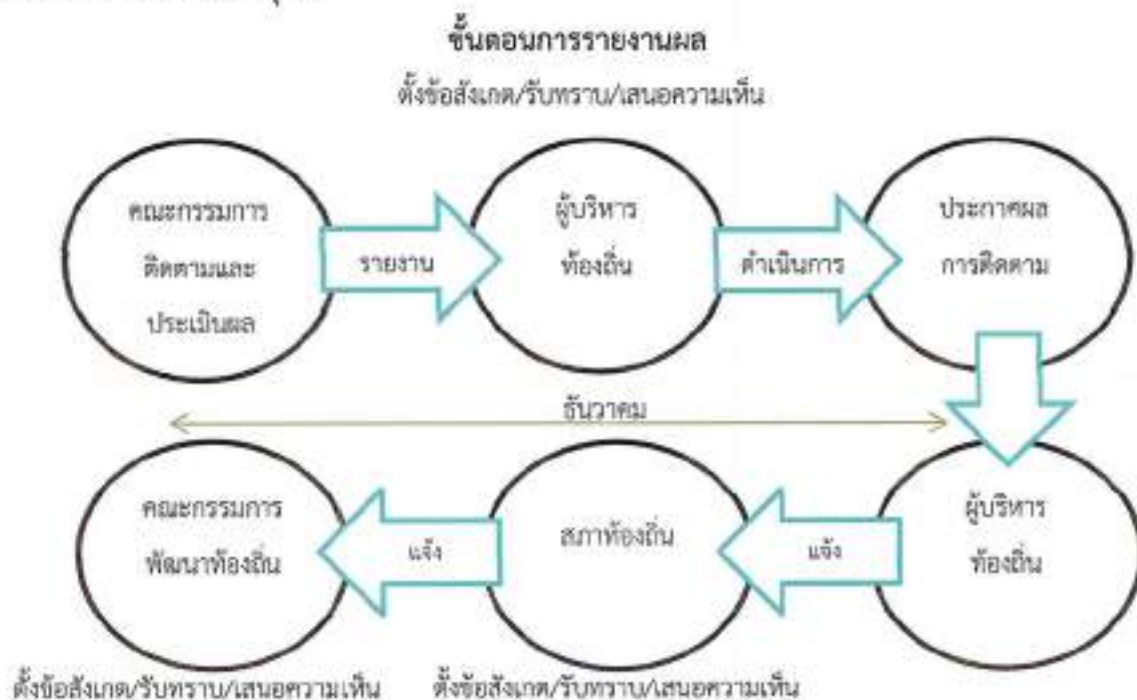 ขั้นตอนการรายงานผล
ตั้งข้อสังเกต/รับทราบ/เสนอความเห็น
คณะกรรมการ
ติดตามและ
ประเมินผล
รายงาน
ผู้บริหาร
ท้องถิ่น
ดำเนินการ
ประกาศผล
การติดตาม
ธันวาคม
ผู้บริหาร
ท้องถิ่น
แจ้ง
สภาท้องถิ่น
แจ้ง
คณะกรรมการ
พัฒนาท้องถิ่น
ตั้งข้อสังเกต/รับทราบ/เสนอความเห็น
ตั้งข้อสังเกต/รับทราบ/เสนอความเห็น